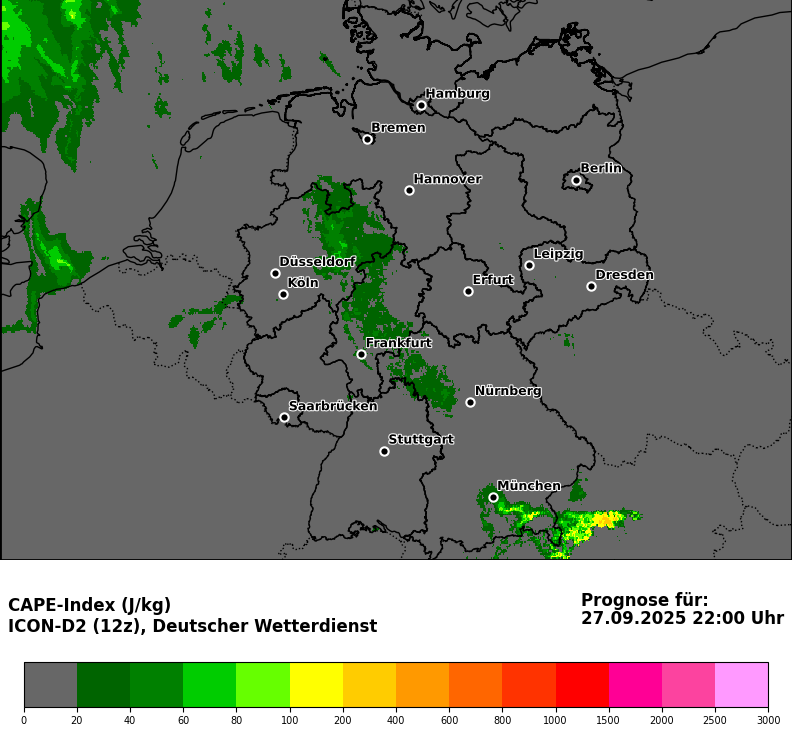 Hamburg
Bremen
Berlin
Hannover
Leipzig
Düsseldorf
Dresden
Köln
Erfurt
Frankfurt
Nürnberg
Saarbrücken
Stuttgart
München
CAPE-Index (J/kg)
ICON-D2 (12z), Deutscher Wetterdienst
Prognose für:
27.09.2025 22:00 Uhr
0 20 40 60 80 100 200 400 600 800 1000 1500 2000 2500 3000